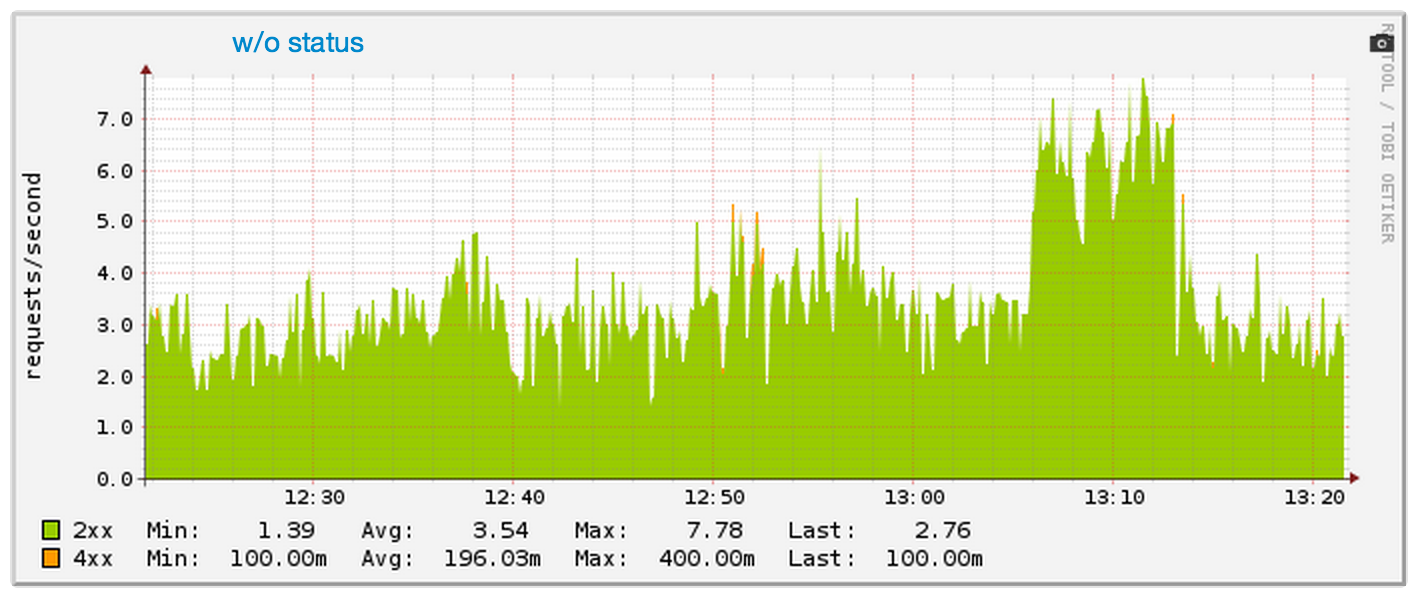 w/o status
requests/second
7.0
6.0
5.0
4.0
3.0
2.0
1.0
0.0
12:30 12:40 12:50 13:00 13:10 13:20
2xx Min: 1.39 Avg: 3.54 Max: 7.78 Last: 2.76
4xx Min: 100.00m Avg: 196.03m Max: 400.00m Last: 100.00m
TOOL / TOBI OETIKER